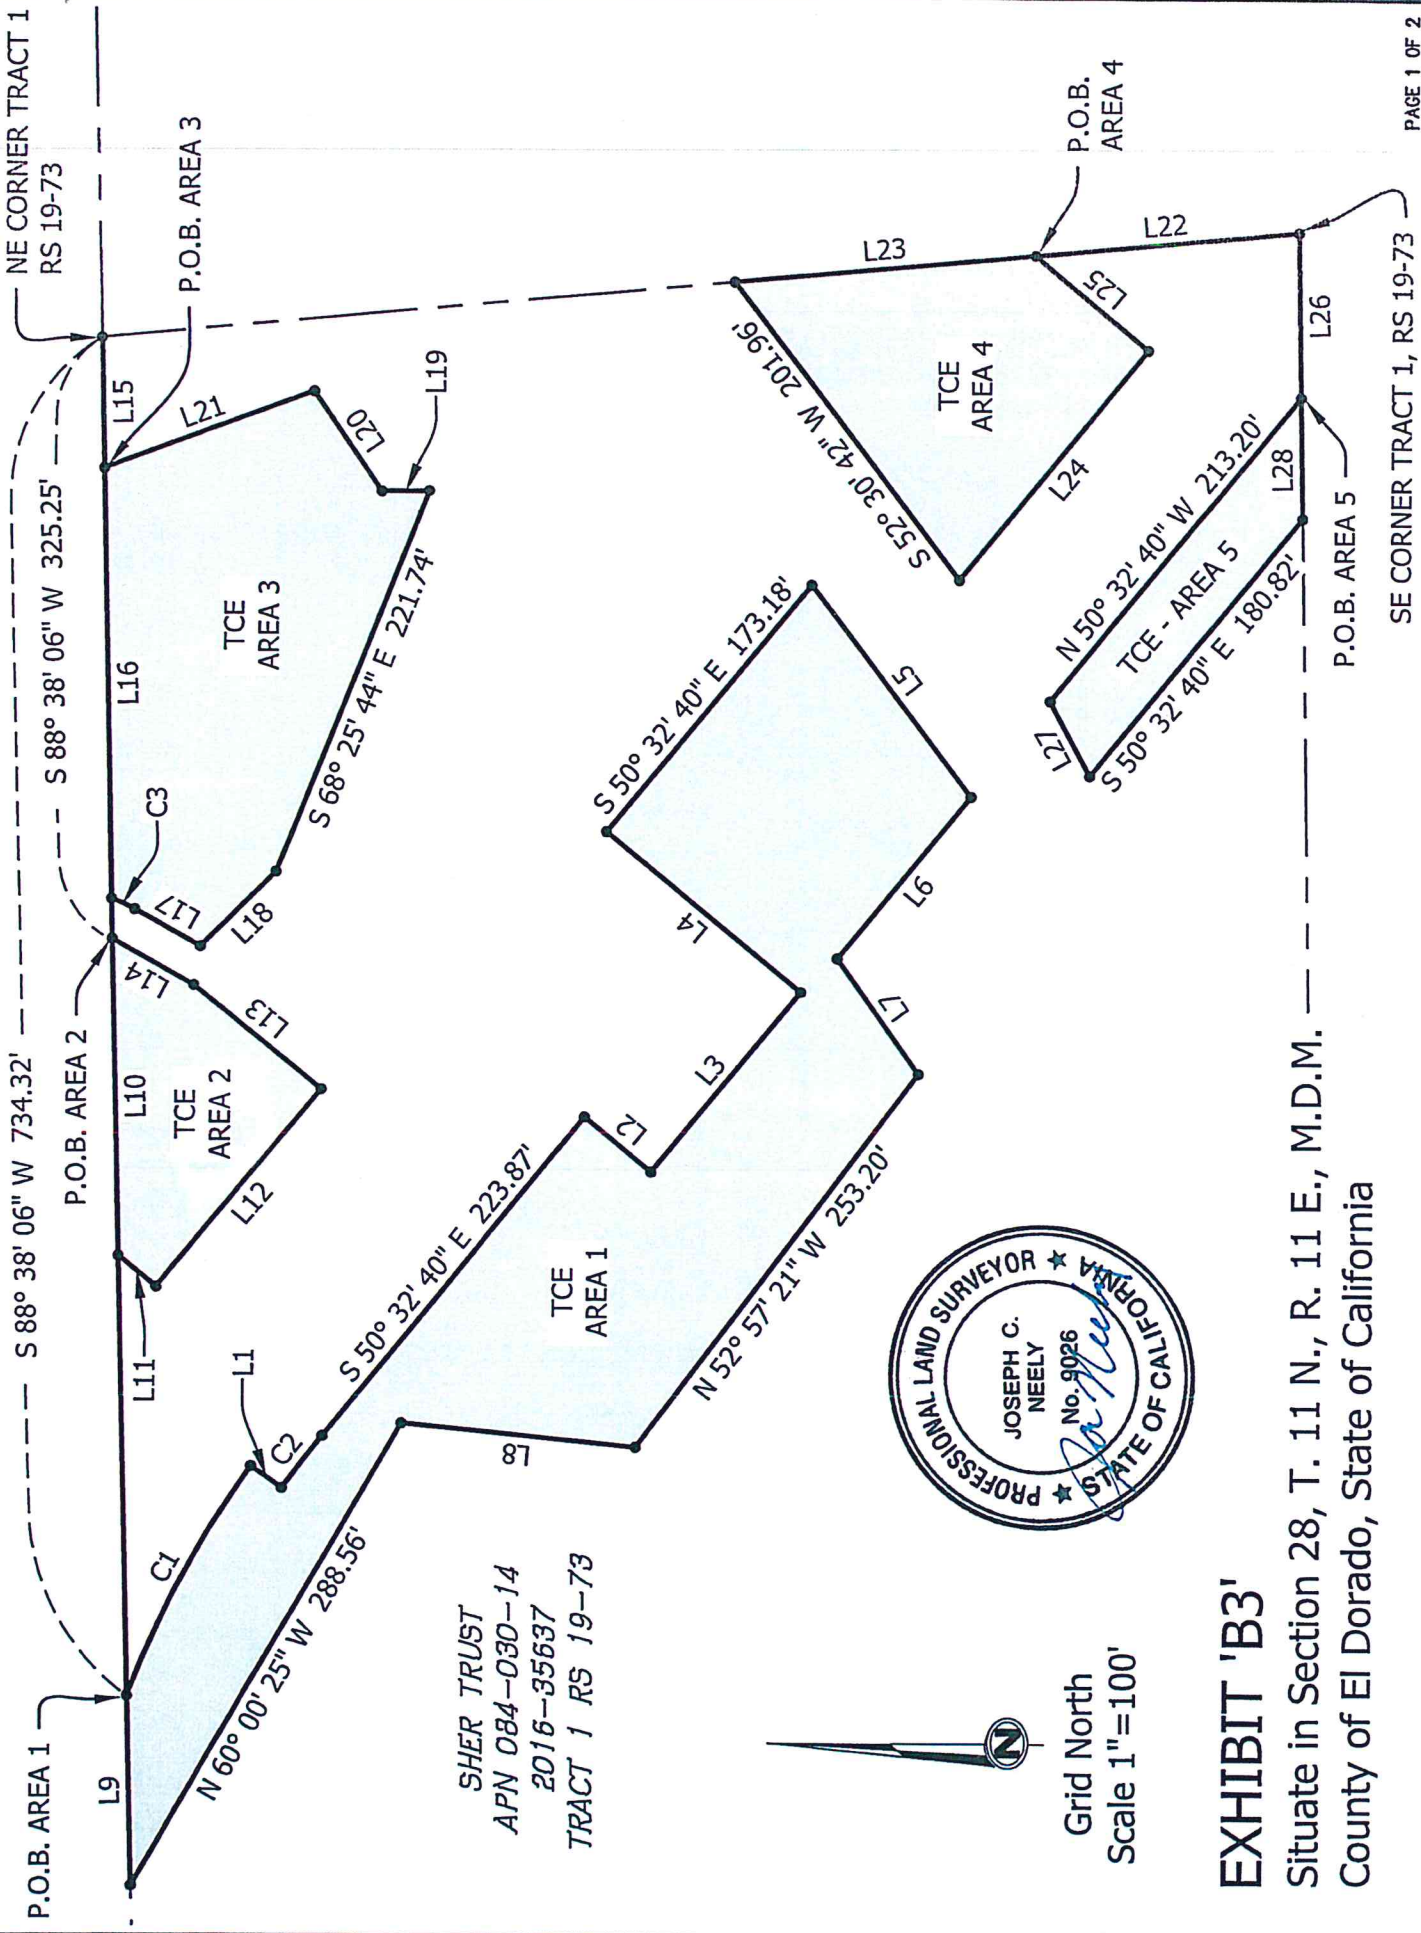 NE CORNER TRACT 1
RS 19-73
S 88° 38' 06" W 734.32'
S 88° 38' 06" W 325.25'
P.O.B. AREA 1
P.O.B. AREA 2
P.O.B. AREA 3
L9
L10
L16
L15
C1
L11
L1
C2
L12
L13
L14
C3
L17
L18
TCE
AREA 2
TCE
AREA 3
L21
L20
L19
S 68° 25' 44" E 221.74'
N 60° 00' 25" W 288.56'
S 50° 32' 40" E 223.87'
TCE
AREA 1
L8
L2
L3
L4
S 50° 32' 40" E 173.18'
L5
L6
L7
N 52° 57' 21" W 253.20'
S 52° 30' 42" W 201.96'
TCE
AREA 4
L23
L24
L25
P.O.B.
AREA 4
L22
L26
L28
N 50° 32' 40" W 213.20'
TCE - AREA 5
S 50° 32' 40" E 180.82'
L27
P.O.B. AREA 5
SE CORNER TRACT 1, RS 19-73
SHER TRUST
APN 084-030-14
2016-35637
TRACT 1 RS 19-73
N
Grid North
Scale 1"=100'
PROFESSIONAL LAND SURVEYOR
JOSEPH C.
NEELY
No. 9026
STATE OF CALIFORNIA
EXHIBIT 'B3'
Situate in Section 28, T. 11 N., R. 11 E., M.D.M.
County of El Dorado, State of California
PAGE 1 OF 2